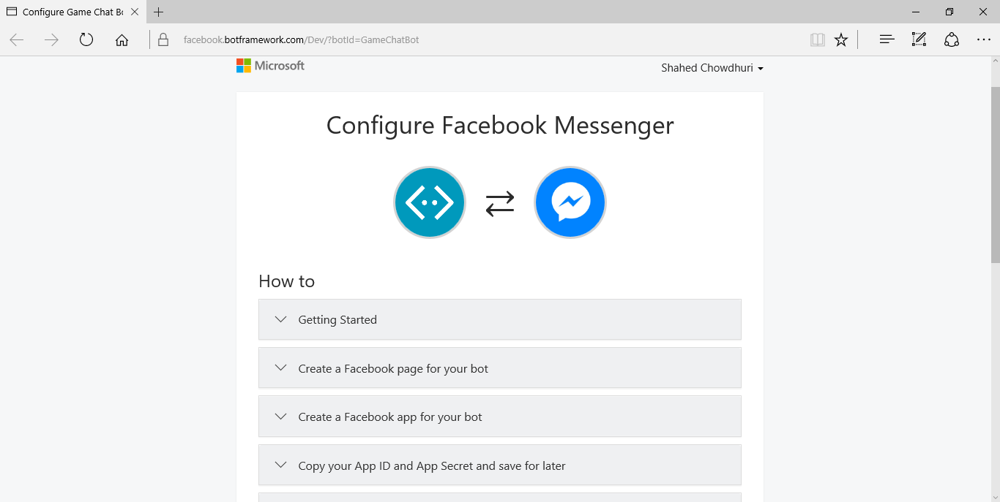 Configure Game Chat Bo
facebook.botframework.com/Dev/?botId=GameChatBot
Microsoft
Shahed Chowdhuri
Configure Facebook Messenger
How to
Getting Started
Create a Facebook page for your bot
Create a Facebook app for your bot
Copy your App ID and App Secret and save for later